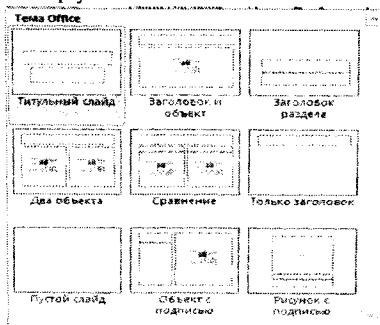 Тема Office
Титульный слайд
Заголовок и
объект
Заголовок
раздела
Два объекта
Сравнение
Только заголовок
Пустой слайд
Объект с
подписью
Рисунок с
подписью